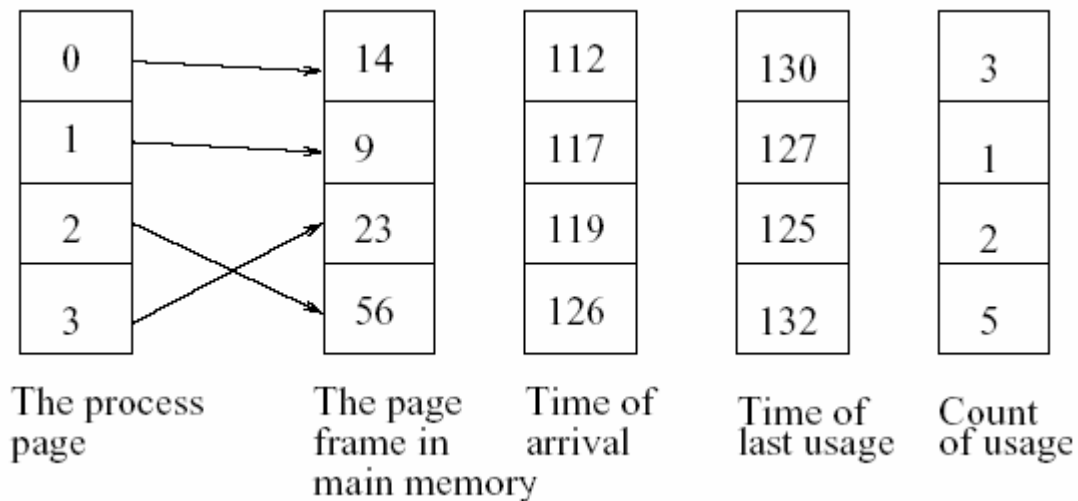 0 14 112 130 3
1 9 117 127 1
2 23 119 125 2
3 56 126 132 5
The process
page
The page
frame in
main memory
Time of
arrival
Time of
last usage
Count
of usage